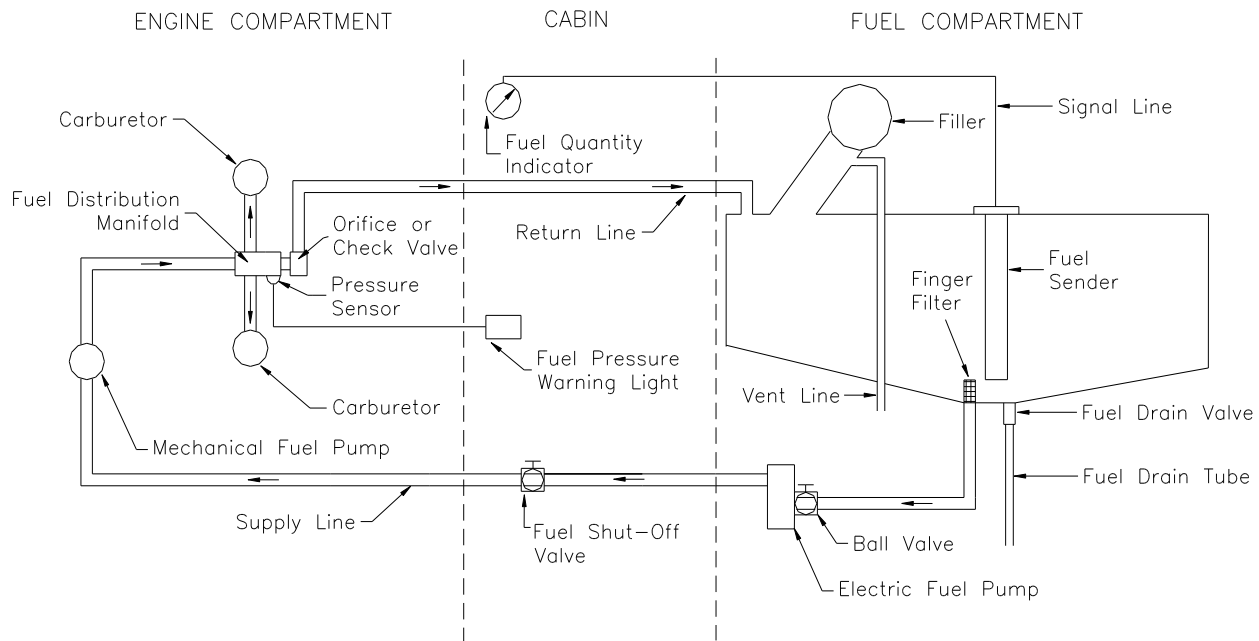 ENGINE COMPARTMENT
CABIN
FUEL COMPARTMENT
Carburetor
Fuel Quantity
Indicator
Filler
Signal Line
Fuel Distribution
Manifold
Orifice or
Check Valve
Return Line
Pressure
Sensor
Finger
Filter
Fuel
Sender
Fuel Pressure
Warning Light
Vent Line
Carburetor
Fuel Drain Valve
Mechanical Fuel Pump
Fuel Drain Tube
Supply Line
Fuel Shut-Off
Valve
Ball Valve
Electric Fuel Pump